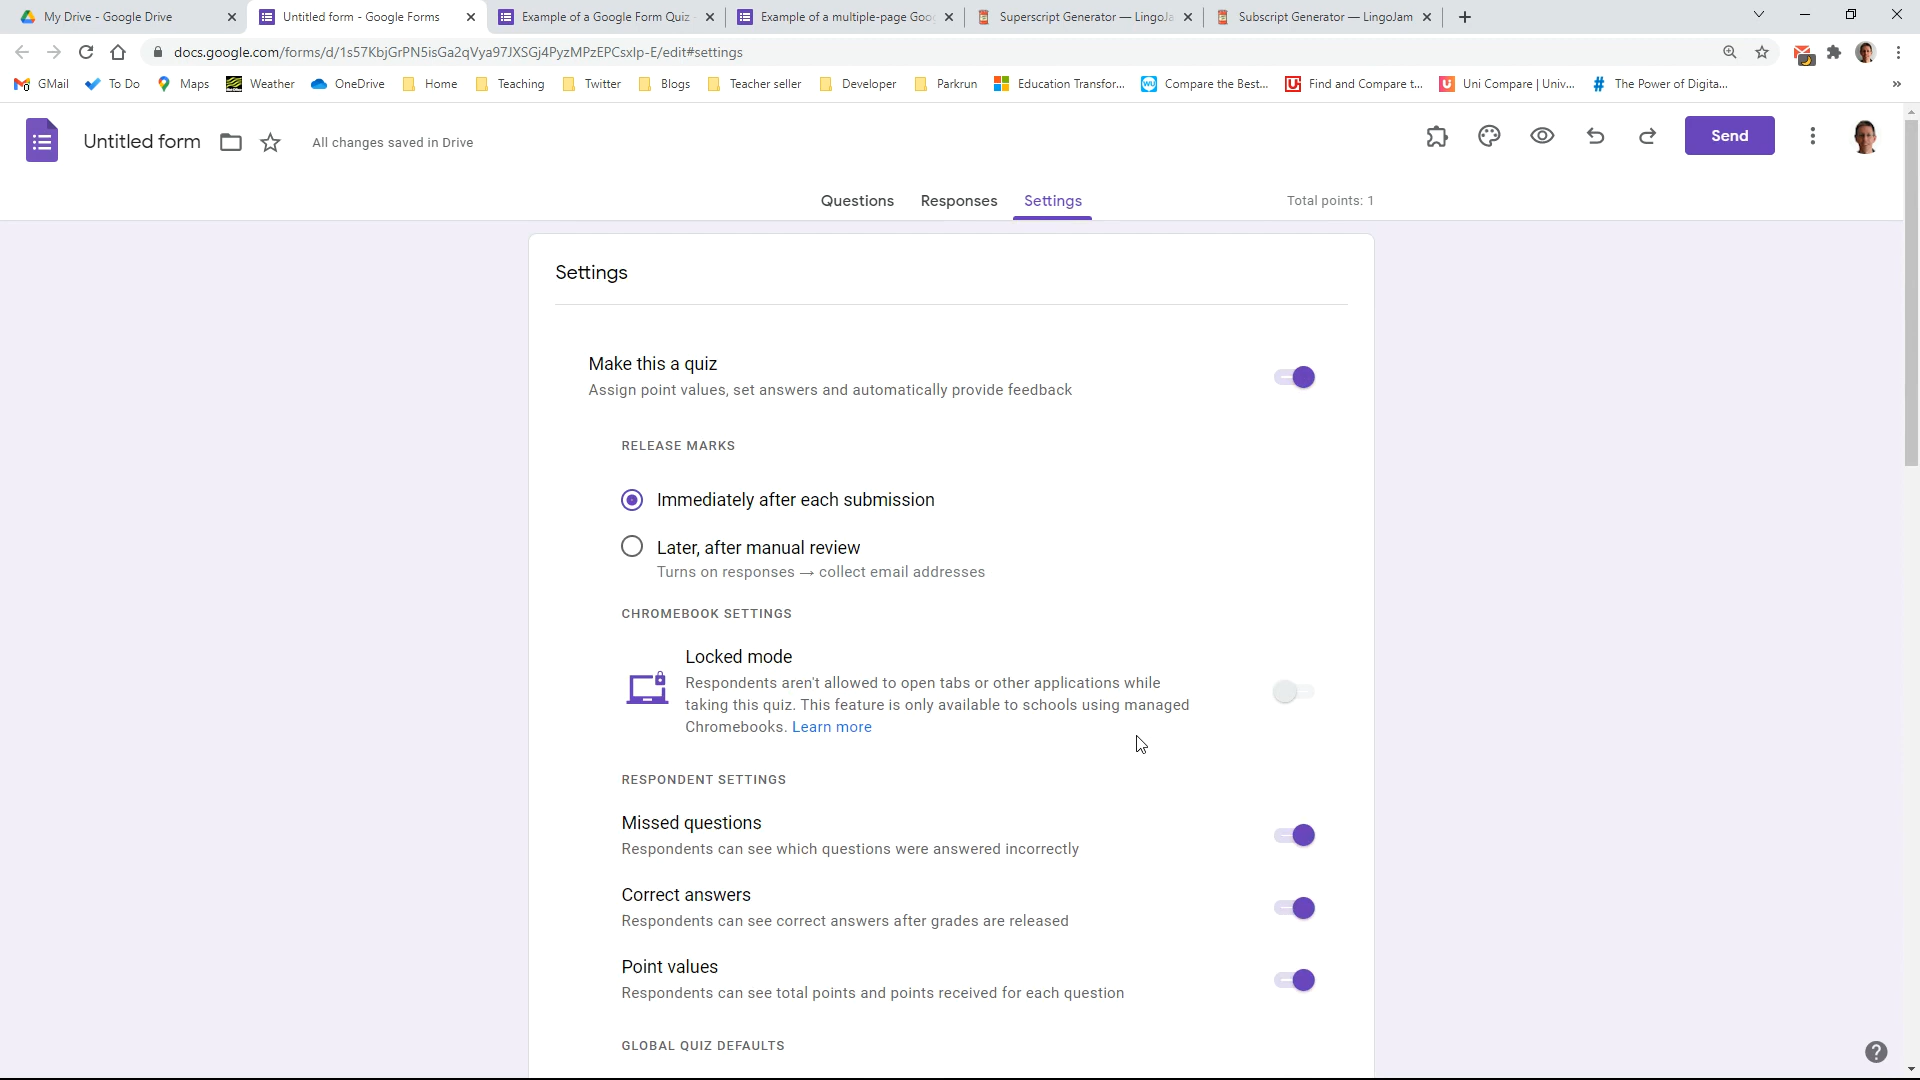 My Drive - Google Drive
Untitled form - Google Forms
Example of a Google Form Quiz
Example of a multiple-page Goo
Superscript Generator — LingoJa
Subscript Generator — LingoJam
docs.google.com/forms/d/1s57KbjGrPN5isGa2qVya97JXSGj4PyzMPzEPCsxlp-E/edit#settings
GMail
To Do
Maps
Weather
OneDrive
Home
Teaching
Twitter
Blogs
Teacher seller
Developer
Parkrun
Education Transfor...
Compare the Best...
Find and Compare t...
Uni Compare | Univ...
The Power of Digita...
Untitled form
All changes saved in Drive
Send
Questions
Responses
Settings
Total points: 1
Settings
Make this a quiz
Assign point values, set answers and automatically provide feedback
RELEASE MARKS
Immediately after each submission
Later, after manual review
Turns on responses → collect email addresses
CHROMEBOOK SETTINGS
Locked mode
Respondents aren't allowed to open tabs or other applications while
taking this quiz. This feature is only available to schools using managed
Chromebooks. Learn more
RESPONDENT SETTINGS
Missed questions
Respondents can see which questions were answered incorrectly
Correct answers
Respondents can see correct answers after grades are released
Point values
Respondents can see total points and points received for each question
GLOBAL QUIZ DEFAULTS